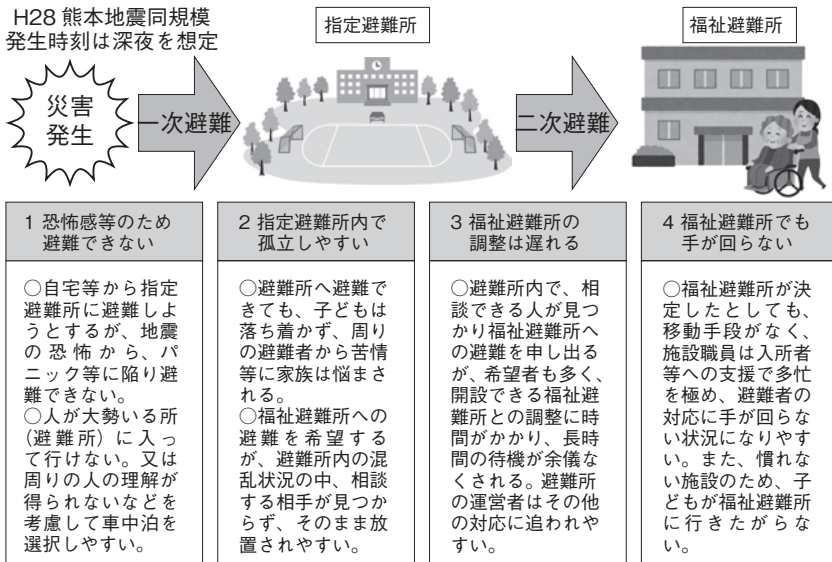 H28 熊本地震同規模
発生時刻は深夜を想定
災害
発生
一次避難
指定避難所
二次避難
福祉避難所
1 恐怖感等のため
避難できない
○自宅等から指定
避難所に避難しよ
うとするが、地震
の恐怖から、パ
ニック等に陥り避
難できない。
○人が大勢いる所
(避難所)に入っ
て行けない。又は
周りの人の理解が
得られないなどを
考慮して車中泊を
選択しやすい。
2 指定避難所内で
孤立しやすい
○避難所へ避難で
きても、子どもは
落ち着かず、周り
の避難者から苦情
等に家族は悩まさ
れる。
○福祉避難所への
避難を希望する
が、避難所内の混
乱状況の中、相談
する相手が見つか
らず、そのまま放
置されやすい。
3 福祉避難所の
調整は遅れる
○避難所内で、相
談できる人が見つ
かり福祉避難所へ
の避難を申し出る
が、希望者も多く、
開設できる福祉避
難所との調整に時
間がかかり、長時
間の待機が余儀な
くされる。避難所
の運営者はその他
の対応に追われや
すい。
4 福祉避難所でも
手が回らない
○福祉避難所が決
定したとしても、
移動手段がなく、
施設職員は入所者
等への支援で多忙
を極め、避難者の
対応に手が回らな
い状況になりやす
い。また、慣れな
い施設のため、子
どもが福祉避難所
に行きたがらな
い。